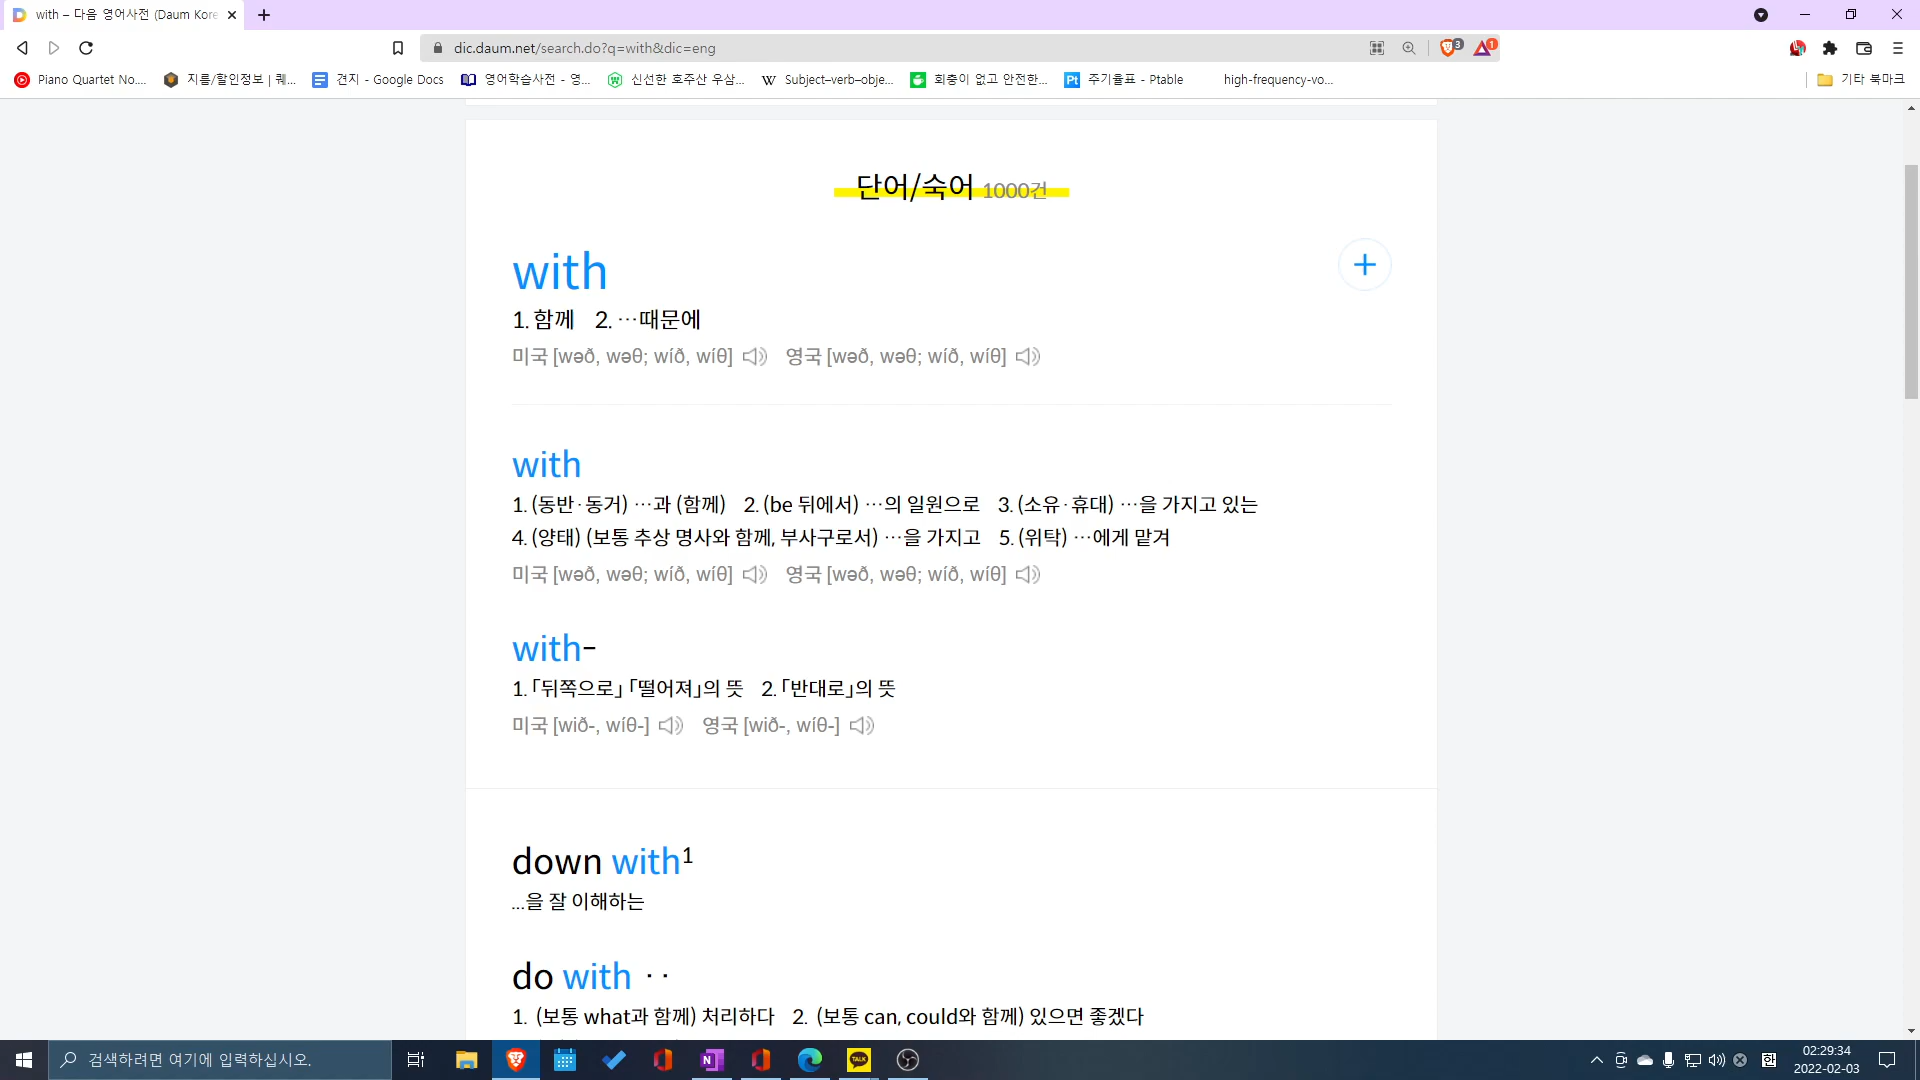 with – 다음 영어사전 (Daum Kore
dic.daum.net/search.do?q=with&dic=eng
3
1
Piano Quartet No....
지름/할인정보 | 퀘...
견지 - Google Docs
영어학습사전 - 영...
신선한 호주산 우삼...
Subject–verb–obje...
회충이 없고 안전한...
주기율표 - Ptable
high-frequency-vo...
기타 북마크
단어/숙어 1000건
with
1. 함께 2. …때문에
미국 [wəð, wəθ; wíð, wíθ] 영국 [wəð, wəθ; wíð, wíθ]
with
1. (동반·동거) …과 (함께) 2. (be 뒤에서) …의 일원으로 3. (소유·휴대) …을 가지고 있는
4. (양태) (보통 추상 명사와 함께, 부사구로서) …을 가지고 5. (위탁) …에게 맡겨
미국 [wəð, wəθ; wíð, wíθ] 영국 [wəð, wəθ; wíð, wíθ]
with-
1. 「뒤쪽으로」 「떨어져」의 뜻 2. 「반대로」의 뜻
미국 [wið-, wíθ-] 영국 [wið-, wíθ-]
down with1
...을 잘 이해하는
do with ‥
1. (보통 what과 함께) 처리하다 2. (보통 can, could와 함께) 있으면 좋겠다
검색하려면 여기에 입력하십시오.
TALK
한
02:29:34
2022-02-03